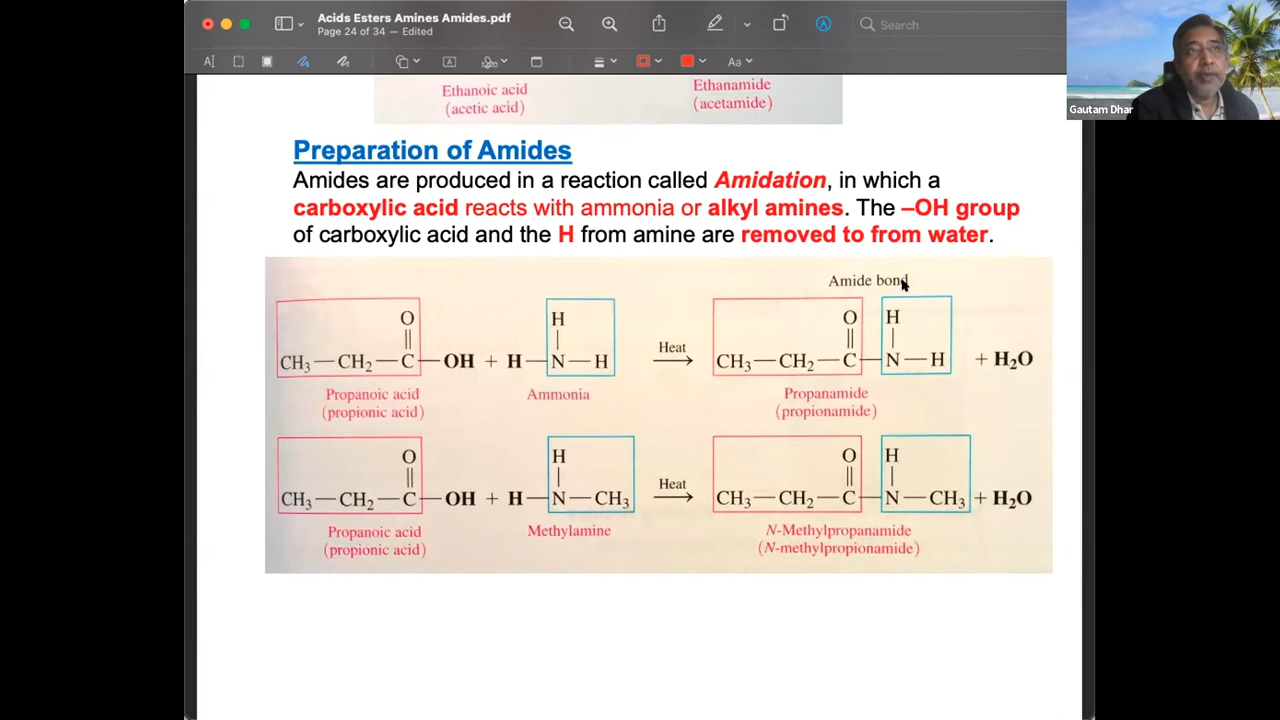 Acids Esters Amines Amides.pdf
Page 24 of 34 — Edited
Search
Aa
Gautam Dhar
Ethanoic acid
(acetic acid)
Ethanamide
(acetamide)
Preparation of Amides
Amides are produced in a reaction called Amidation, in which a
carboxylic acid reacts with ammonia or alkyl amines. The –OH group
of carboxylic acid and the H from amine are removed to from water.
Amide bond
O H O H
CH₃—CH₂—C—OH + H—N—H Heat → CH₃—CH₂—C—N—H + H₂O
Propanoic acid
(propionic acid)
Ammonia
Propanamide
(propionamide)
O H O H
CH₃—CH₂—C—OH + H—N—CH₃ Heat → CH₃—CH₂—C—N—CH₃ + H₂O
Propanoic acid
(propionic acid)
Methylamine
N-Methylpropanamide
(N-methylpropionamide)